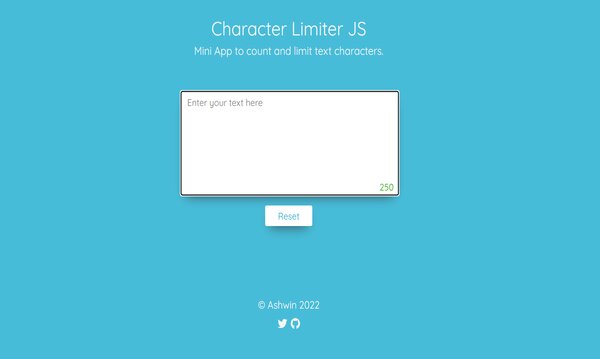 Character Limiter JS
Mini App to count and limit text characters.
Enter your text here
250
Reset
© Ashwin 2022